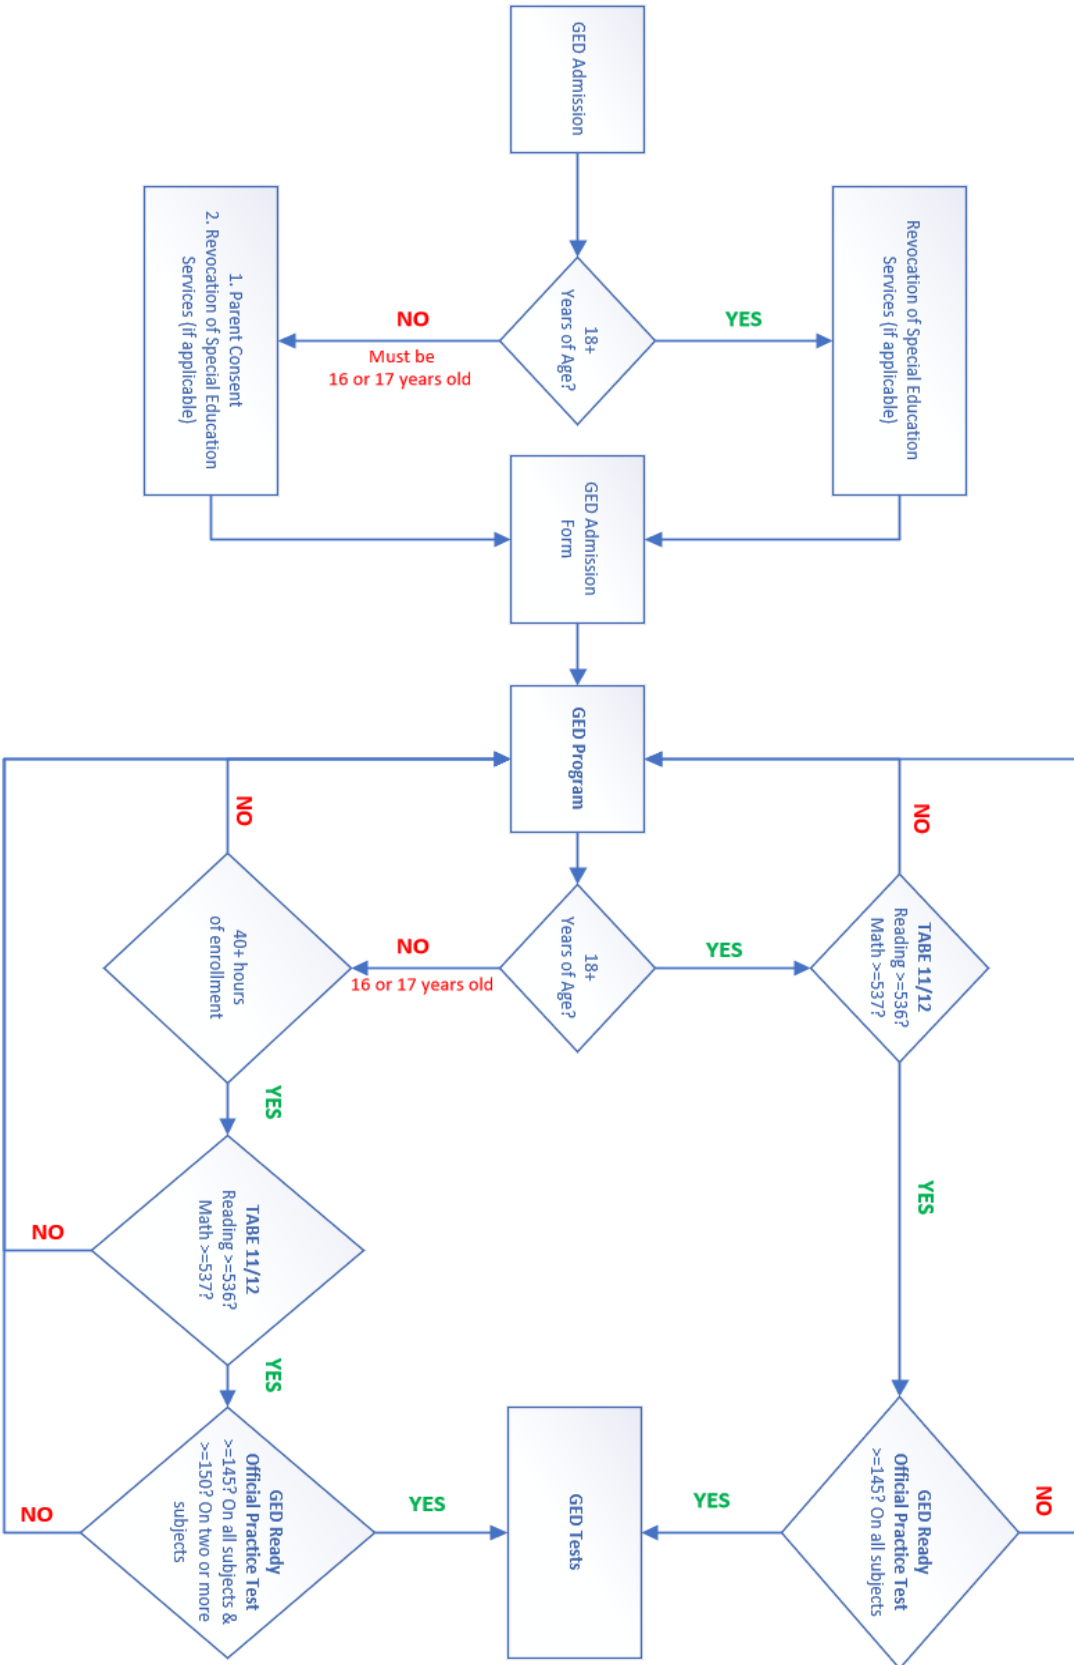 GED Admission
18+
Years of Age?
YES
Revocation of Special Education
Services (if applicable)
NO
Must be
16 or 17 years old
1. Parent Consent
2. Revocation of Special Education
Services (if applicable)
GED Admission
Form
GED Program
18+
Years of Age?
YES
TABE 11/12
Reading >=536?
Math >=537?
NO
YES
GED Ready
Official Practice Test
>=145? On all subjects
NO
YES
NO
16 or 17 years old
40+ hours
of enrollment
NO
YES
TABE 11/12
Reading >=536?
Math >=537?
NO
YES
GED Ready
Official Practice Test
>=145? On all subjects &
>=150? On two or more
subjects
NO
YES
GED Tests